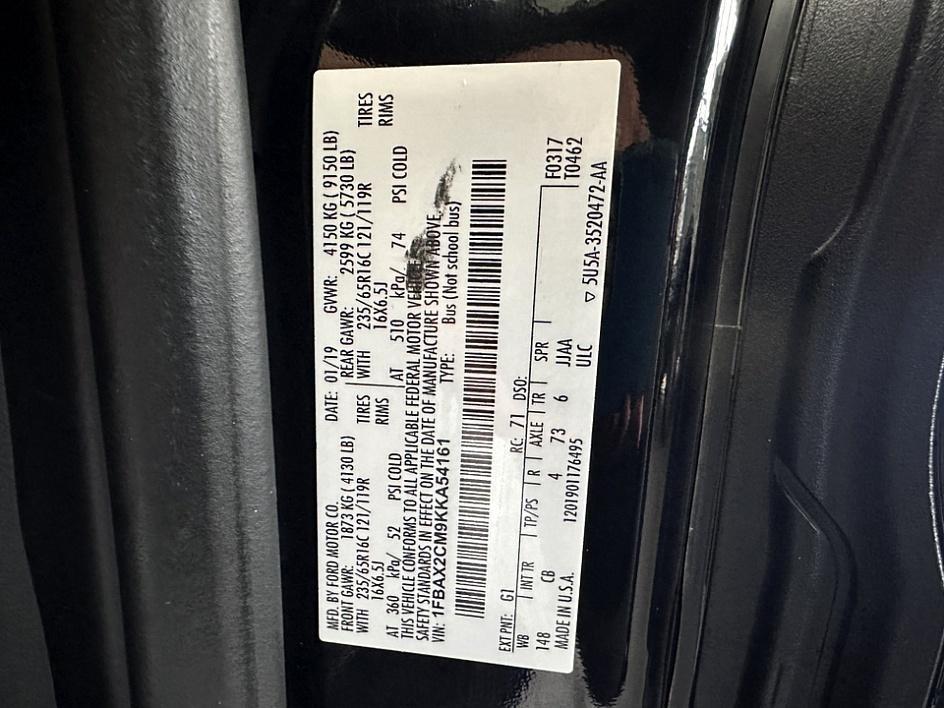 MFD. BY FORD MOTOR CO. DATE: 01/19 GVWR: 4150 KG ( 9150 LB)
FRONT GAWR: 1873 KG ( 4130 LB) REAR GAWR: 2599 KG ( 5730 LB)
WITH 235/65R16C 121/119R TIRES WITH 235/65R16C 121/119R TIRES
16X6.5J RIMS 16X6.5J RIMS
AT 360 kPa/ 52 PSI COLD AT 510 kPa/ 74 PSI COLD
THIS VEHICLE CONFORMS TO ALL APPLICABLE FEDERAL MOTOR
SAFETY STANDARDS IN EFFECT ON THE DATE OF MANUFACTURE SHOWN ABOVE
VIN: 1FBAX2CM9KKA54161 TYPE: Bus (Not school bus)
EXT PNT: G1 RC: 71 DSO: F0317
WB INT TR TP/PS R AXLE TR SPR T0462
148 CB 4 73 6 JJAA
MADE IN U.S.A. 1201901176495 ULC
▽ 5U5A-3520472-AA